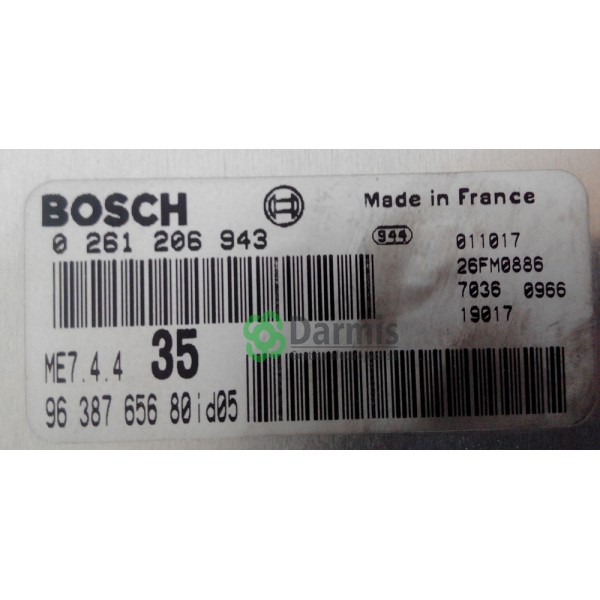 BOSCH
Made in France
0 261 206 943
944
011017
26FM0886
7036 0966
19017
Darmis
ME7.4.4 35
96 387 656 80id05